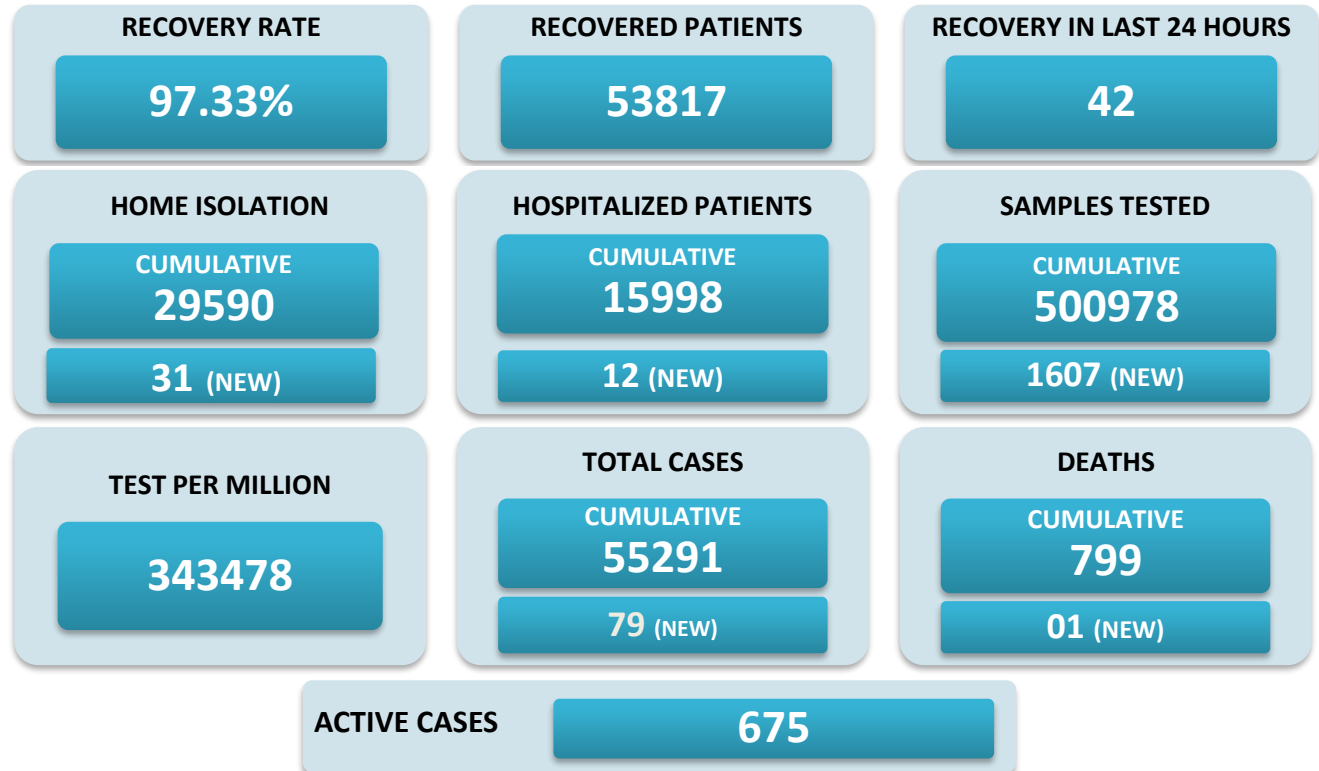 RECOVERY RATE
97.33%
RECOVERED PATIENTS
53817
RECOVERY IN LAST 24 HOURS
42
HOME ISOLATION
CUMULATIVE
29590
31 (NEW)
HOSPITALIZED PATIENTS
CUMULATIVE
15998
12 (NEW)
SAMPLES TESTED
CUMULATIVE
500978
1607 (NEW)
TEST PER MILLION
343478
TOTAL CASES
CUMULATIVE
55291
79 (NEW)
DEATHS
CUMULATIVE
799
01 (NEW)
ACTIVE CASES
675